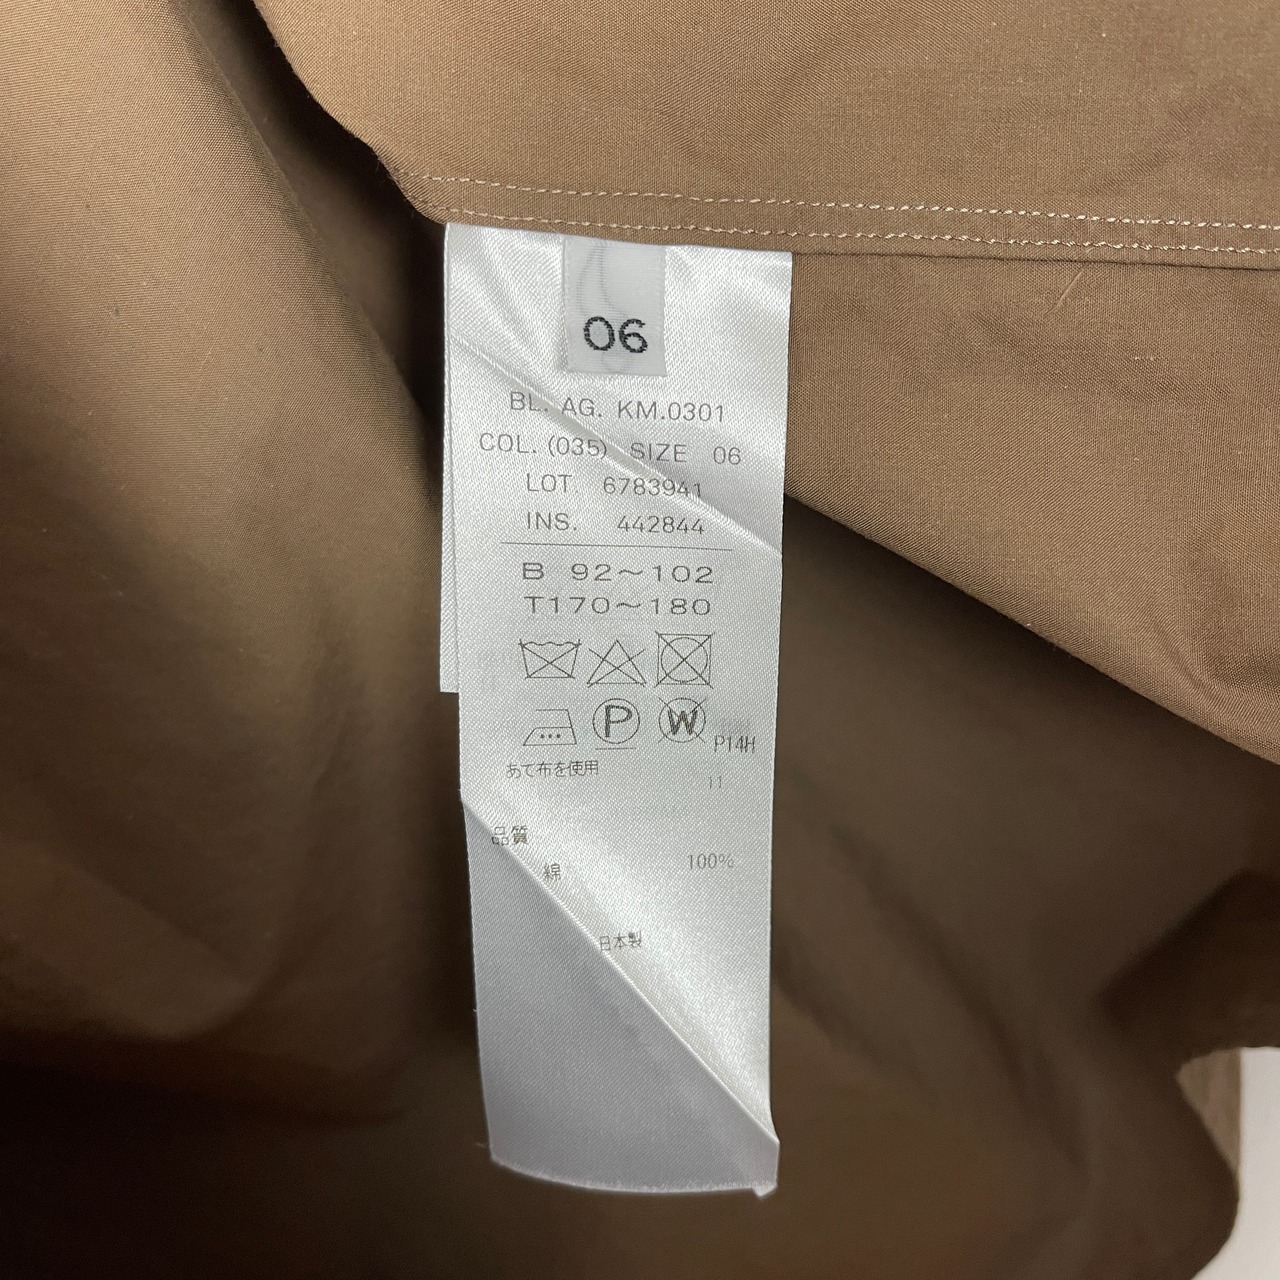 06
BL. AG. KM.0301
COL. (035) SIZE 06
LOT. 6783941
INS. 442844
B 92～102
T170～180
P W
P14H
あて布を使用
11
品質
綿 100%
日本製